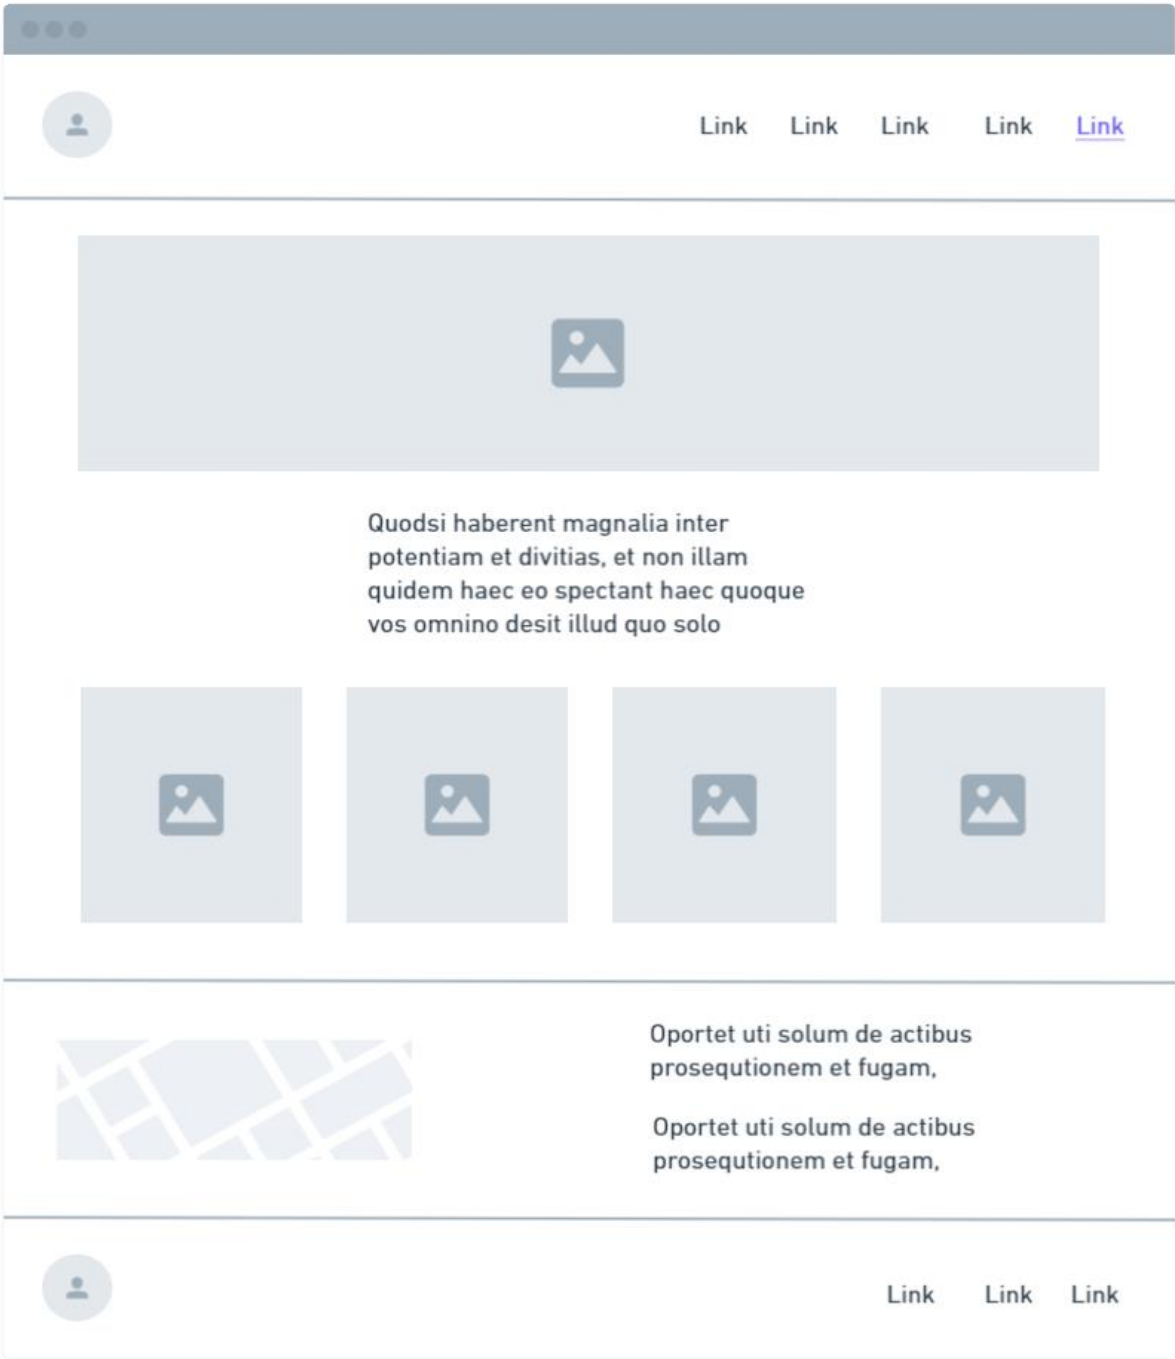 Link Link Link Link Link
Quodsi haberent magnalia inter
potentiam et divitias, et non illam
quidem haec eo spectant haec quoque
vos omnino desit illud quo solo
Oportet uti solum de actibus
prosequtionem et fugam,
Oportet uti solum de actibus
prosequtionem et fugam,
Link Link Link